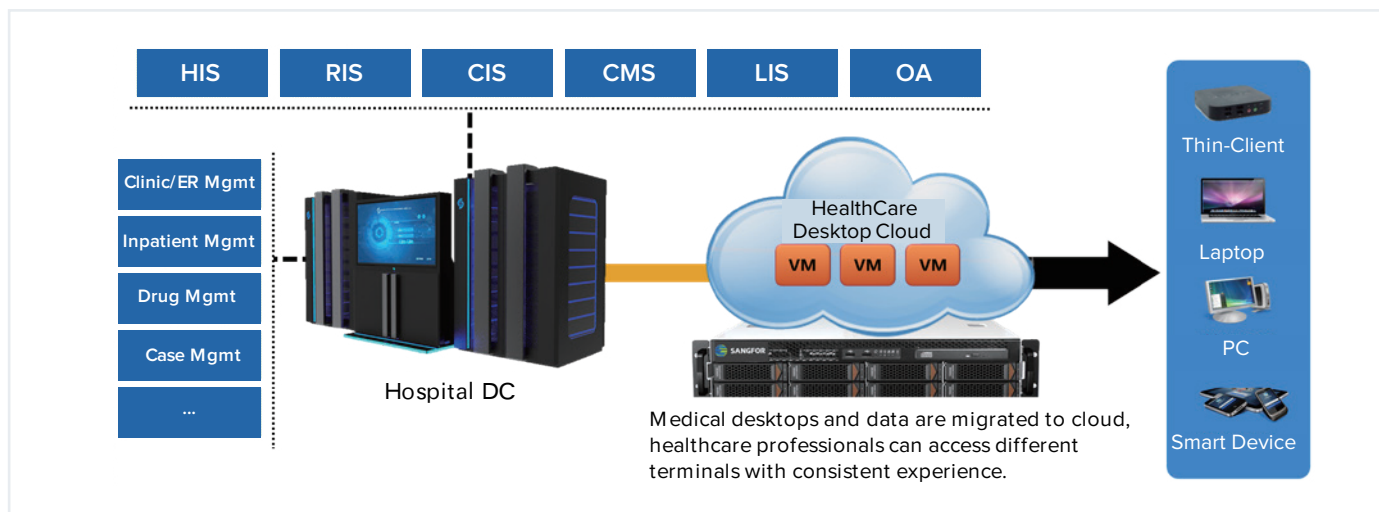 HIS
RIS
CIS
CMS
LIS
OA
Clinic/ER Mgmt
Inpatient Mgmt
Drug Mgmt
Case Mgmt
...
Hospital DC
HealthCare
Desktop Cloud
VM
VM
VM
SANGFOR
Medical desktops and data are migrated to cloud,
healthcare professionals can access different
terminals with consistent experience.
Thin-Client
Laptop
PC
Smart Device